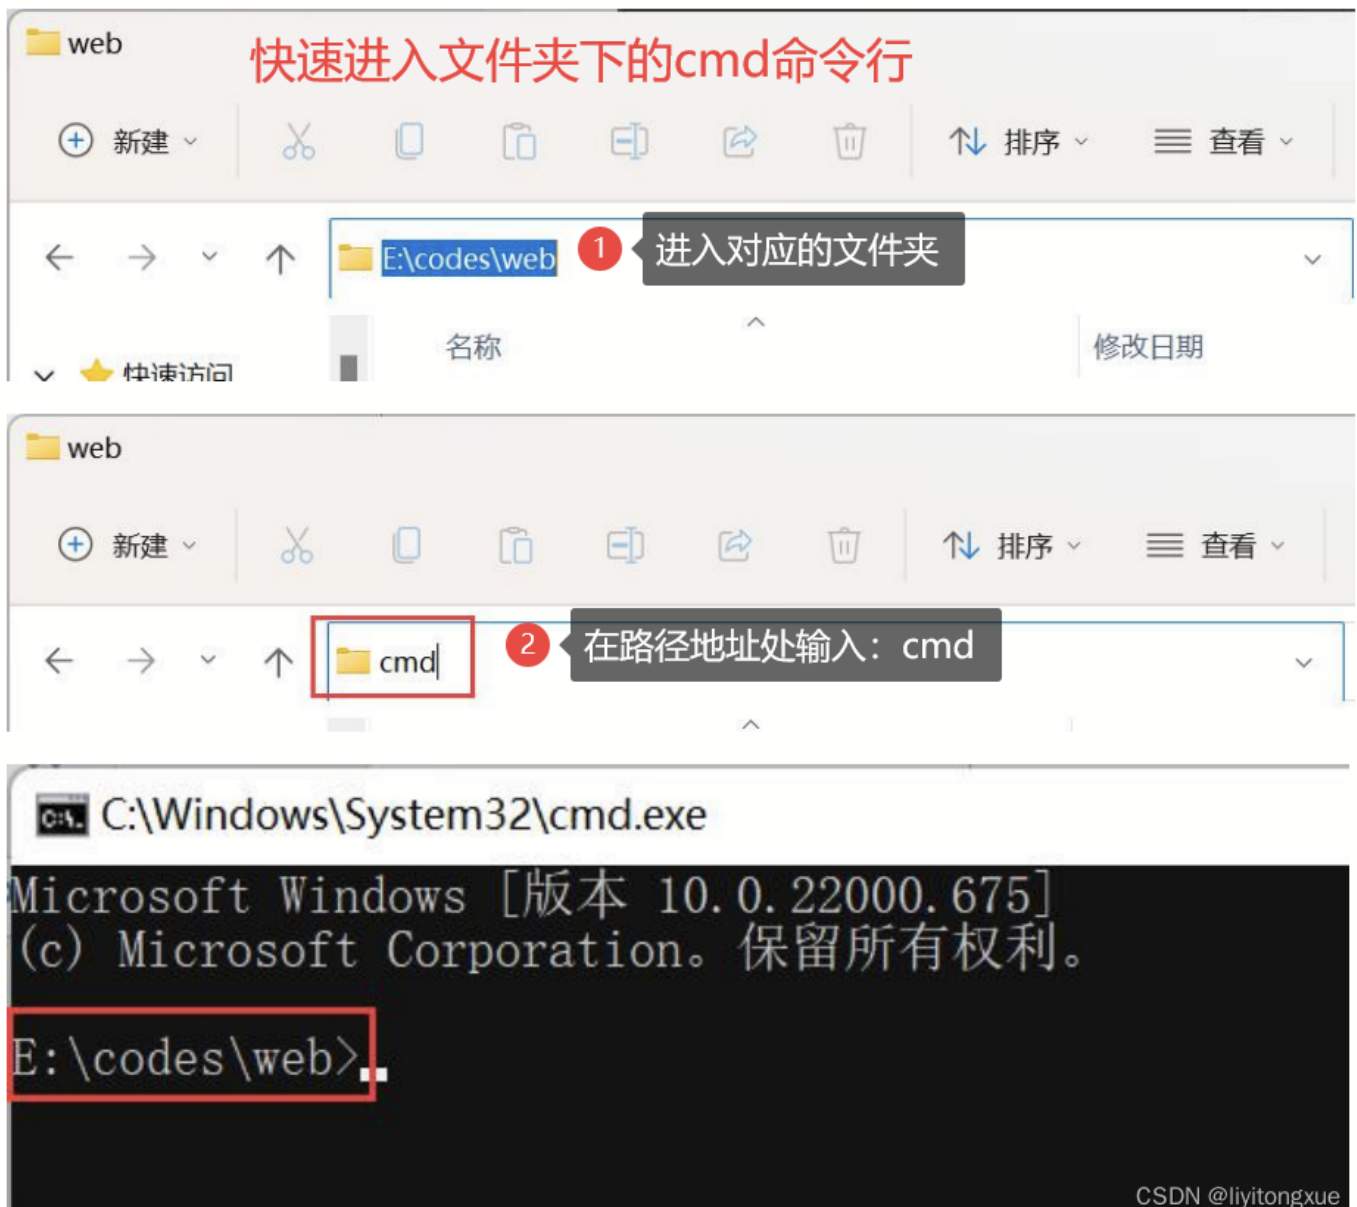 web
快速进入文件夹下的cmd命令行
新建
排序
查看
E:\codes\web
1
进入对应的文件夹
名称
修改日期
快速访问
web
新建
排序
查看
cmd
2
在路径地址处输入：cmd
C:\Windows\System32\cmd.exe
Microsoft Windows [版本 10.0.22000.675]
(c) Microsoft Corporation。保留所有权利。
E:\codes\web>
CSDN @liyitongxue